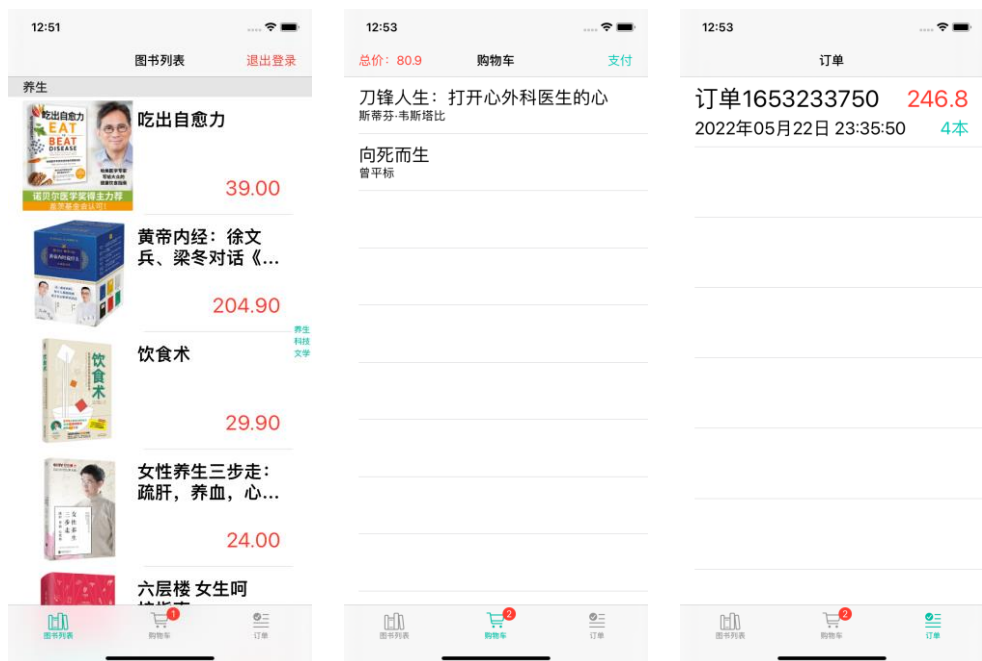 12:51
图书列表
退出登录
养生
吃出自愈力
EAT
TO
BEAT
DISEASE
诺贝尔医学奖得主力荐
吃出自愈力
39.00
黄帝内经：徐文
兵、梁冬对话《...
204.90
养生
科技
文学
饮食术
饮食术
29.90
女性养生三步走：
疏肝，养血，心...
24.00
六层楼 女生呵
图书列表
1
购物车
订单
12:53
总价：80.9
购物车
支付
刀锋人生：打开心外科医生的心
斯蒂芬·韦斯塔比
向死而生
曾平标
图书列表
2
购物车
订单
12:53
订单
订单1653233750
246.8
2022年05月22日 23:35:50
4本
图书列表
2
购物车
订单